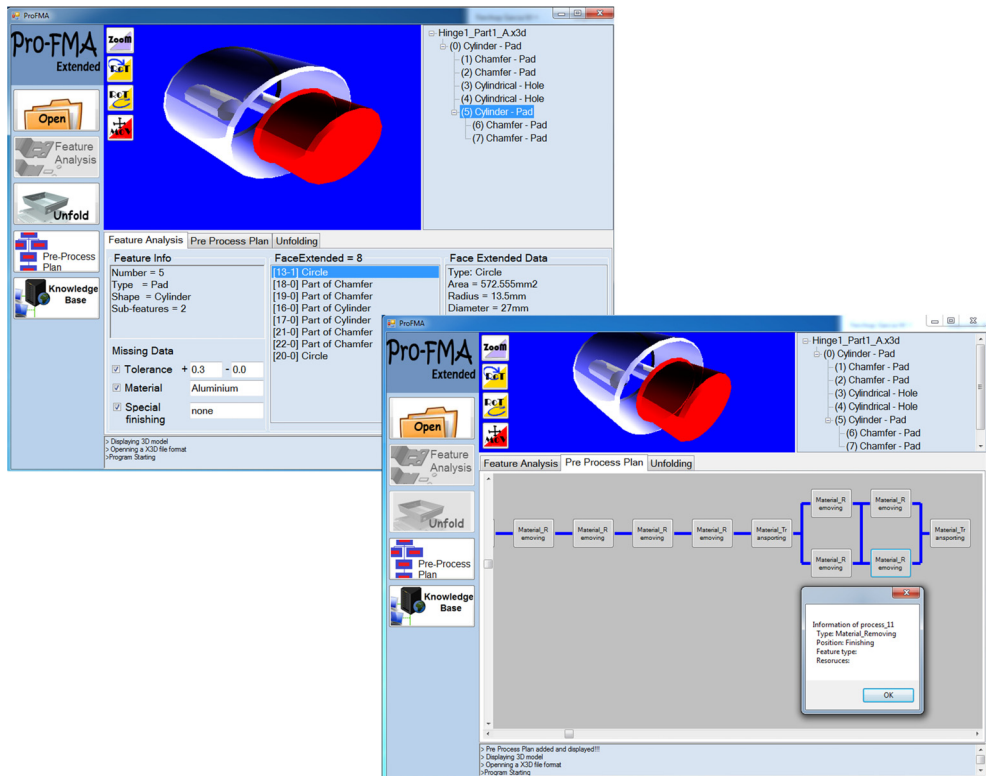 ProFMA
Pro-FMA
Extended
Open
Feature
Analysis
Unfold
Pre-Process
Plan
Knowledge
Base
ZooM
RoT
RoT
MoV
Hinge1_Part1_A.x3d
(0) Cylinder - Pad
(1) Chamfer - Pad
(2) Chamfer - Pad
(3) Cylindrical - Hole
(4) Cylindrical - Hole
(5) Cylinder - Pad
(6) Chamfer - Pad
(7) Chamfer - Pad
Feature Analysis Pre Process Plan Unfolding
Feature Info
Number = 5
Type = Pad
Shape = Cylinder
Sub-features = 2
Missing Data
Tolerance + 0.3 - 0.0
Material Aluminium
Special
finishing
none
FaceExtended = 8
[13-1] Circle
[18-0] Part of Chamfer
[19-0] Part of Chamfer
[16-0] Part of Cylinder
[17-0] Part of Cylinder
[21-0] Part of Chamfer
[22-0] Part of Chamfer
[20-0] Circle
Face Extended Data
Type: Circle
Area = 572.555mm2
Radius = 13.5mm
Diameter = 27mm
> Displaying 3D model
> Openning a X3D file format
>Program Starting
ProFMA
Pro-FMA
Extended
Open
Feature
Analysis
Unfold
Pre-Process
Plan
Knowledge
Base
ZooM
RoT
RoT
MoV
Hinge1_Part1_A.x3d
(0) Cylinder - Pad
(1) Chamfer - Pad
(2) Chamfer - Pad
(3) Cylindrical - Hole
(4) Cylindrical - Hole
(5) Cylinder - Pad
(6) Chamfer - Pad
(7) Chamfer - Pad
Feature Analysis Pre Process Plan Unfolding
Material_R
emoving
Material_R
emoving
Material_R
emoving
Material_R
emoving
Material_Tr
ansporting
Material_R
emoving
Material_R
emoving
Material_R
emoving
Material_R
emoving
Material_Tr
ansporting
Information of process_11
Type: Material_Removing
Position: Finishing
Feature type:
Resoruces:
OK
> Pre Process Plan added and displayed!!!
> Displaying 3D model
> Openning a X3D file format
>Program Starting